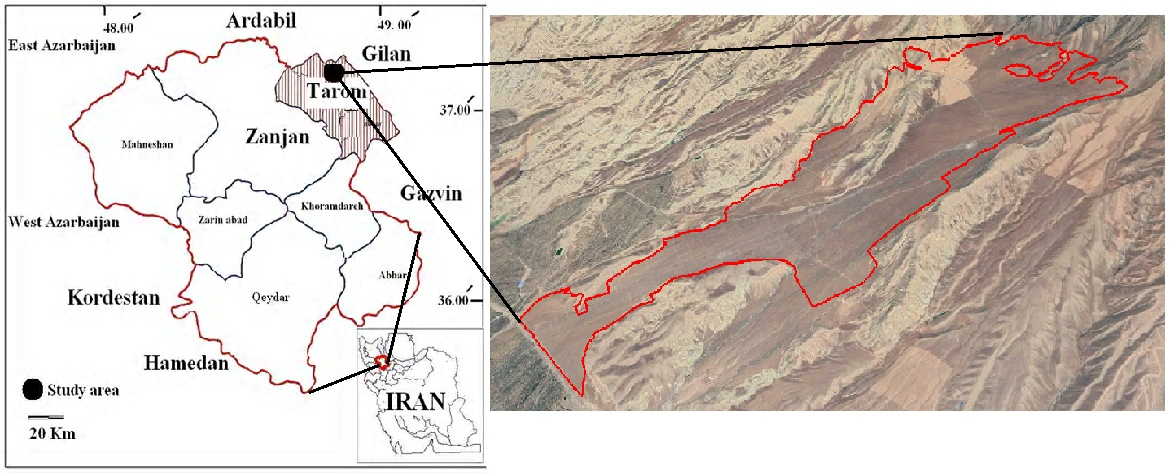 48.00
Ardabil
49. 00
East Azarbaijan
Gilan
Tarom
37.00
Zanjan
Mahneshan
Gazvin
Khoramdareh
West Azarbaijan
Zarin abad
Abhar
Kordestan
Qeydar
36.00
Hamedan
Study area
IRAN
20 Km